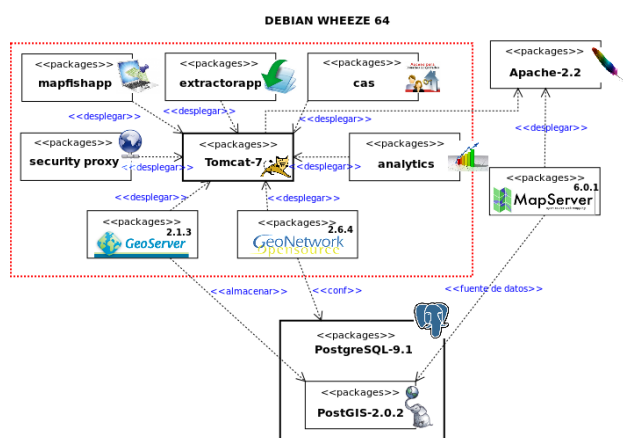 DEBIAN WHEEZE 64
<<packages>>
mapfishapp
<<packages>>
extractorapp
<<packages>>
cas
<<packages>>
Apache-2.2
<<desplegar>>
<<desplegar>>
<<desplegar>>
<<desplegar>>
<<packages>>
security proxy
<<packages>>
Tomcat-7
<<packages>>
analytics
<<desplegar>>
<<desplegar>>
<<packages>>
6.0.1
MapServer
<<desplegar>>
<<desplegar>>
<<packages>>
2.1.3
GeoServer
<<packages>>
2.6.4
GeoNetwork
Opensource
<<almacenar>>
<<conf>>
<<fuente de datos>>
<<packages>>
PostgreSQL-9.1
<<packages>>
PostGIS-2.0.2